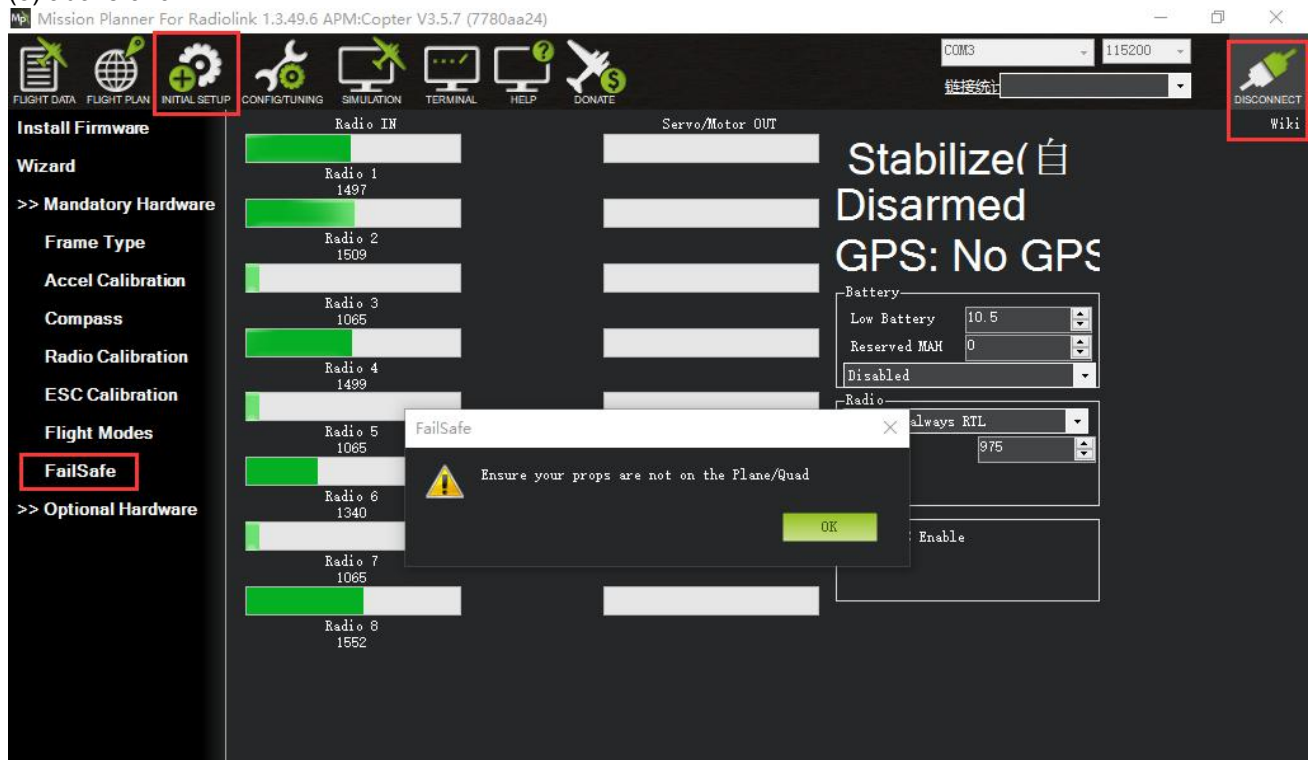 Mission Planner For Radiolink 1.3.49.6 APM:Copter V3.5.7 (7780aa24)
FLIGHT DATA FLIGHT PLAN INITIAL SETUP CONFIG/TUNING SIMULATION TERMINAL HELP DONATE
COM3 115200
链接统计
DISCONNECT
Install Firmware
Wizard
>> Mandatory Hardware
Frame Type
Accel Calibration
Compass
Radio Calibration
ESC Calibration
Flight Modes
FailSafe
>> Optional Hardware
Radio IN
Radio 1
1497
Radio 2
1509
Radio 3
1065
Radio 4
1499
Radio 5
1065
Radio 6
1340
Radio 7
1065
Radio 8
1552
Servo/Motor OUT
Wiki
Stabilize(自
Disarmed
GPS: No GPS
Battery
Low Battery 10.5
Reserved MAH 0
Disabled
Radio
always RTL
975
Enable
FailSafe
Ensure your props are not on the Plane/Quad
OK